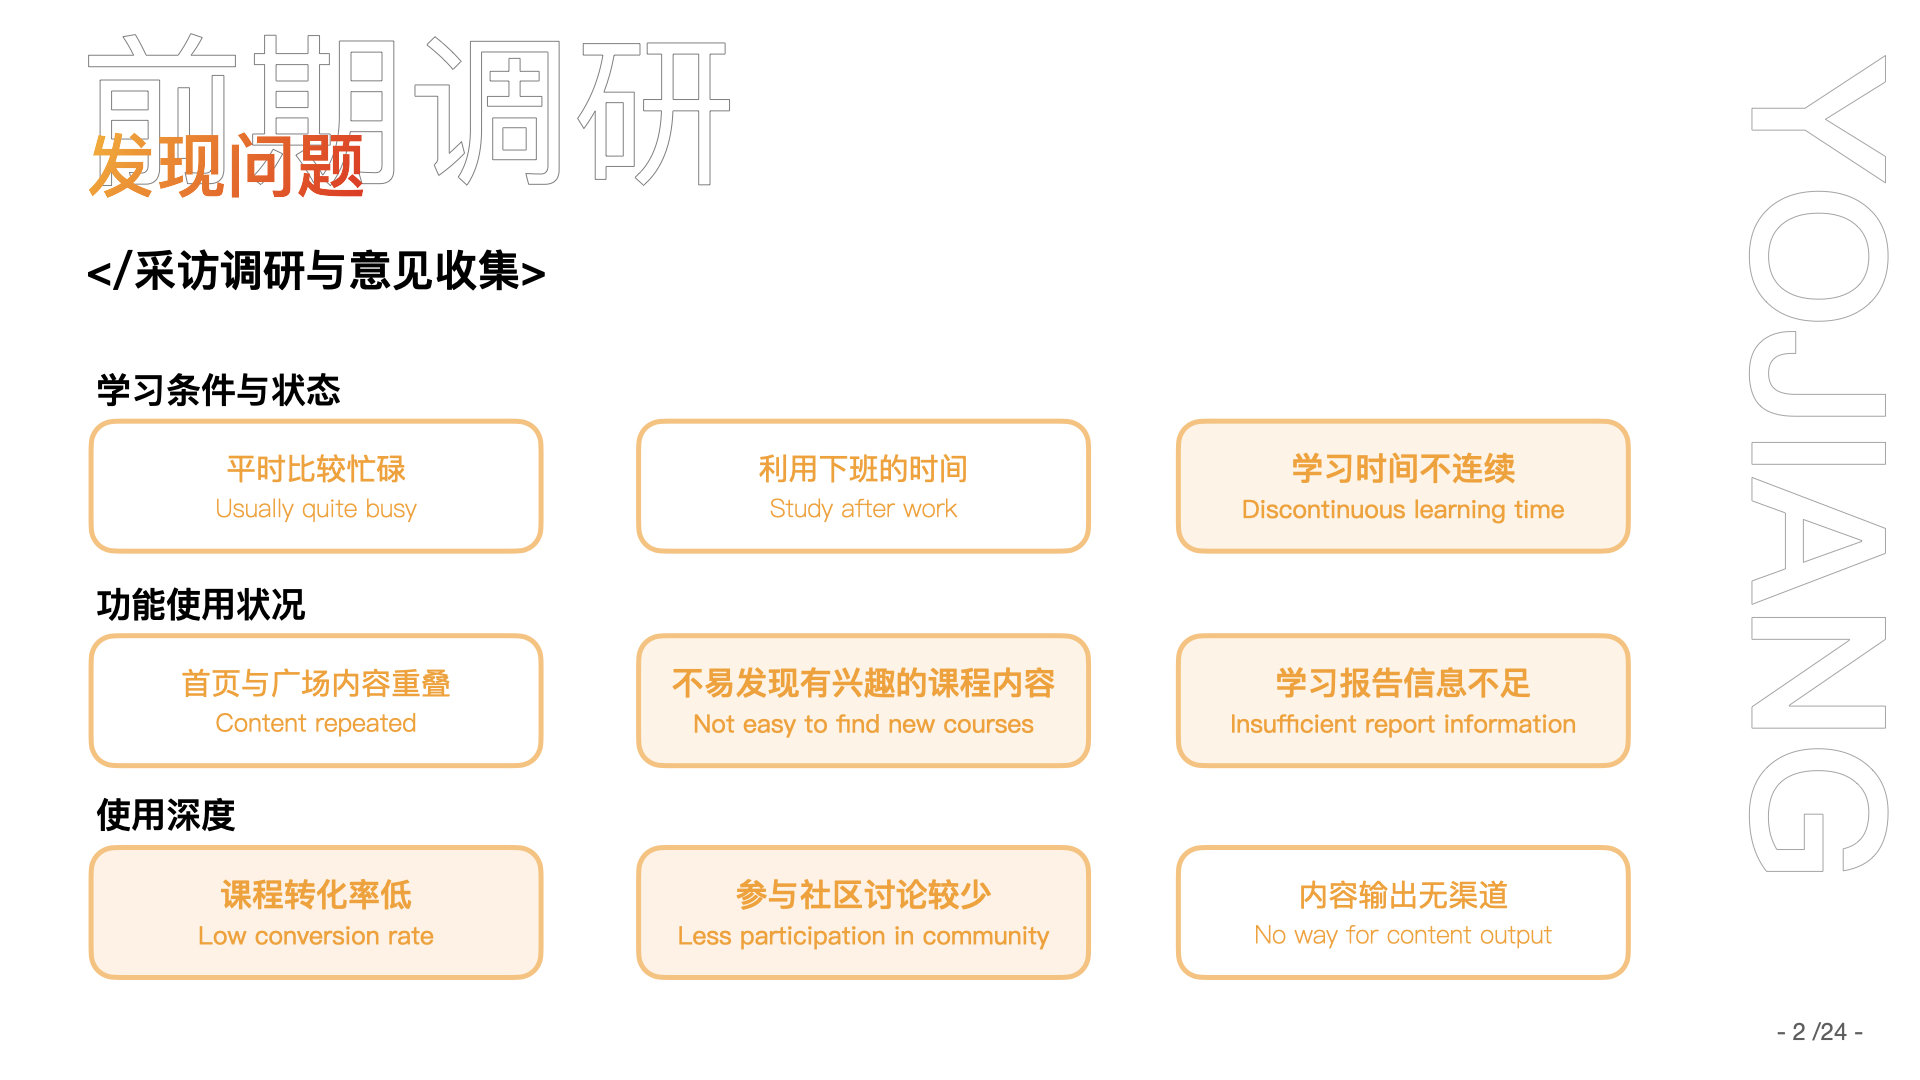 前期调研
发现问题
</采访调研与意见收集>
学习条件与状态
平时比较忙碌
Usually quite busy
利用下班的时间
Study after work
学习时间不连续
Discontinuous learning time
功能使用状况
首页与广场内容重叠
Content repeated
不易发现有兴趣的课程内容
Not easy to find new courses
学习报告信息不足
Insufficient report information
使用深度
课程转化率低
Low conversion rate
参与社区讨论较少
Less participation in community
内容输出无渠道
No way for content output
YOJIANG
- 2 /24 -